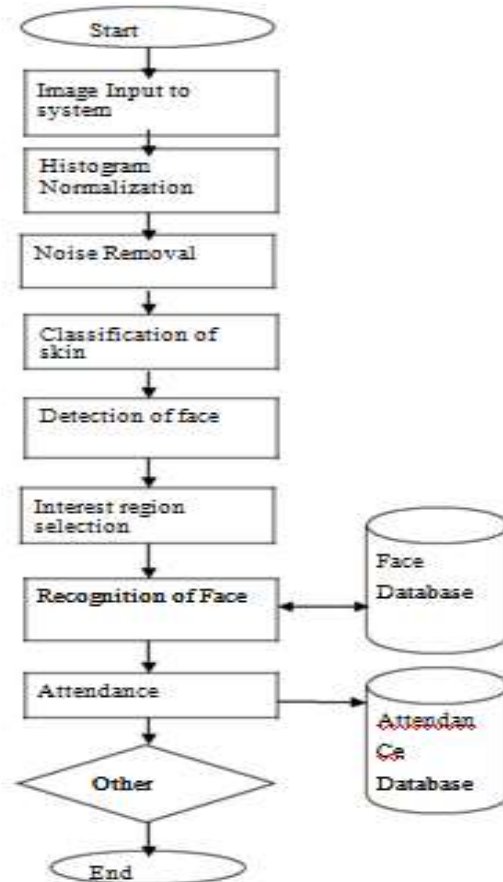 Start
Image Input to
system
Histogram
Normalization
Noise Removal
Classification of
skin
Detection of face
Interest region
selection
Recognition of Face
Face
Database
Attendance
Attendan
Ce
Database
Other
End